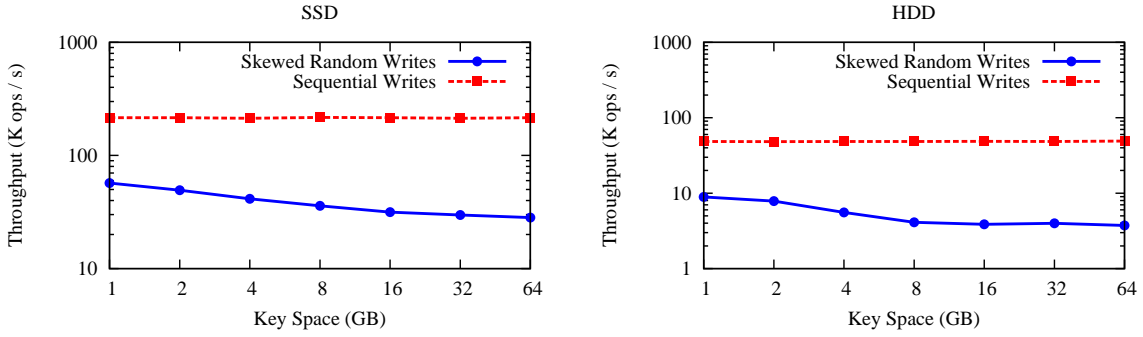 SSD
1000
100
10
Throughput (K ops / s)
Skewed Random Writes
Sequential Writes
1 2 4 8 16 32 64
Key Space (GB)
HDD
1000
100
10
1
Throughput (K ops / s)
Skewed Random Writes
Sequential Writes
1 2 4 8 16 32 64
Key Space (GB)